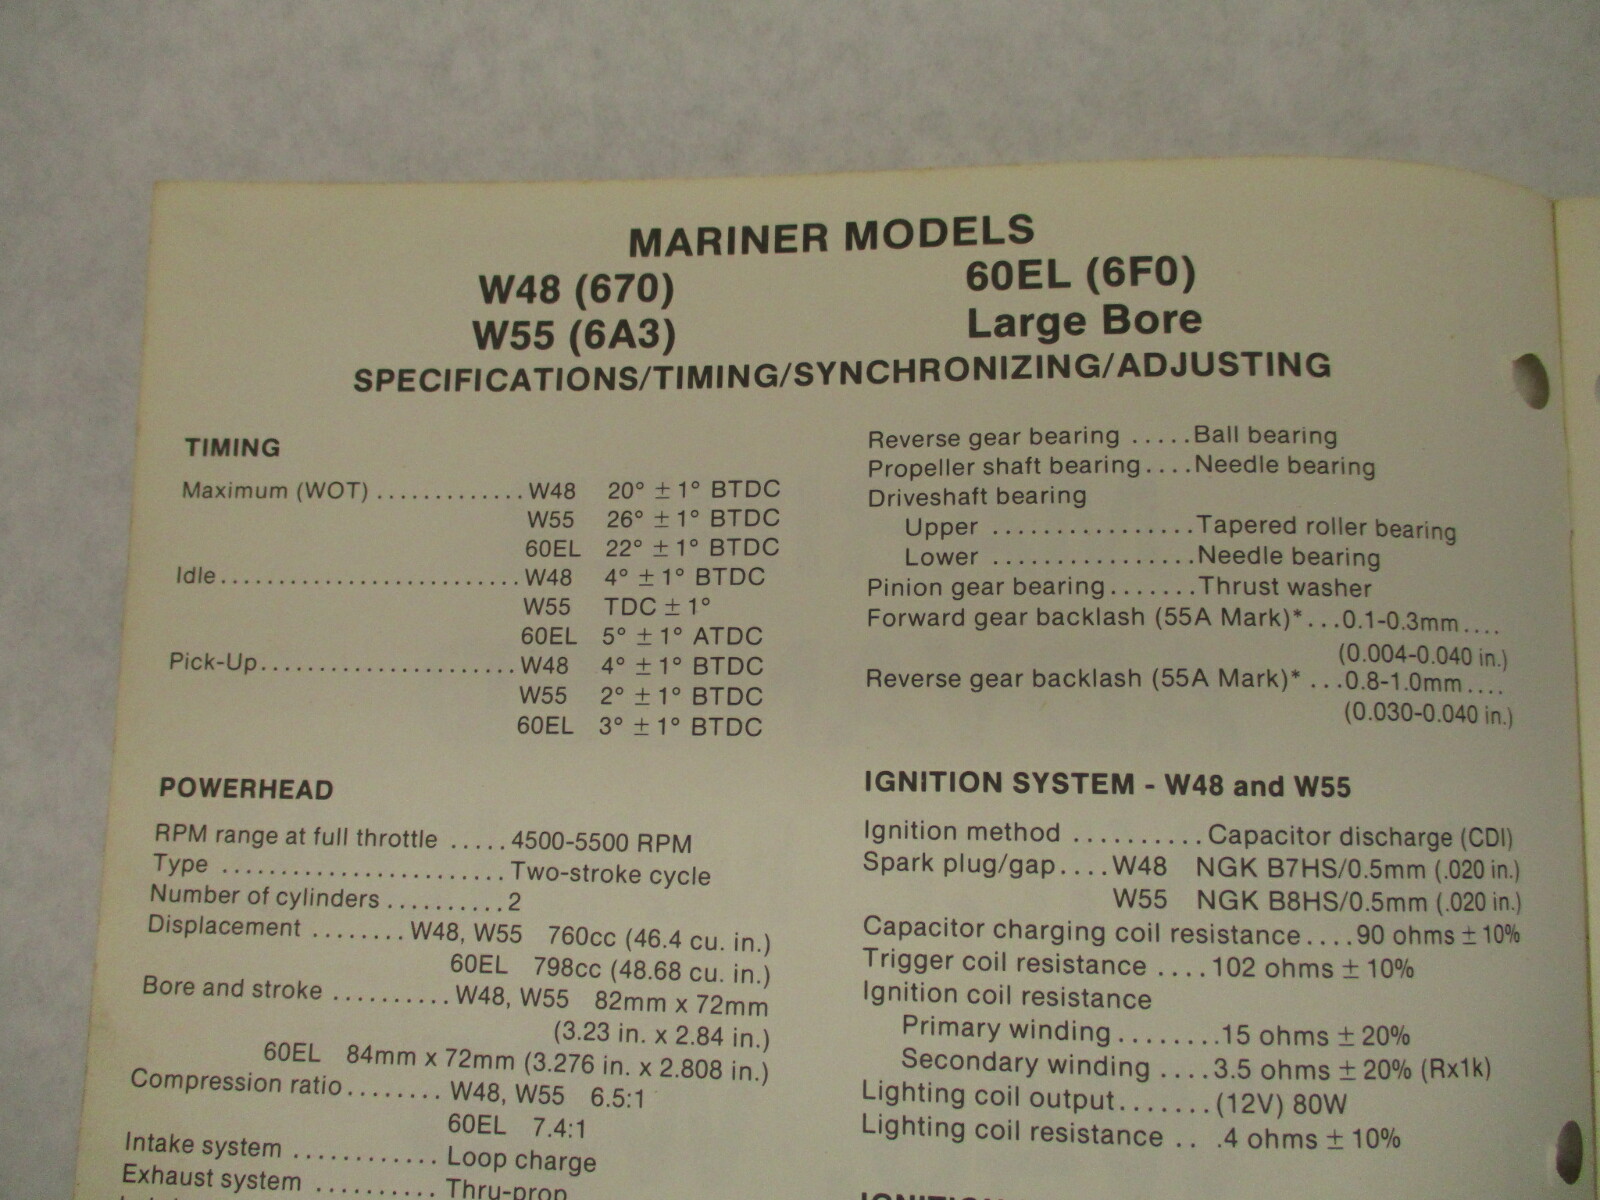 MARINER MODELS
W48 (670)
W55 (6A3)
60EL (6F0)
Large Bore
SPECIFICATIONS/TIMING/SYNCHRONIZING/ADJUSTING
TIMING
Maximum (WOT) ............. W48 20° ± 1° BTDC
W55 26° ± 1° BTDC
60EL 22° ± 1° BTDC
Idle......................... W48 4° ± 1° BTDC
W55 TDC ± 1°
60EL 5° ± 1° ATDC
Pick-Up..................... W48 4° ± 1° BTDC
W55 2° ± 1° BTDC
60EL 3° ± 1° BTDC
POWERHEAD
RPM range at full throttle ..... 4500-5500 RPM
Type ........................ Two-stroke cycle
Number of cylinders .......... 2
Displacement ........ W48, W55 760cc (46.4 cu. in.)
60EL 798cc (48.68 cu. in.)
Bore and stroke .......... W48, W55 82mm x 72mm
(3.23 in. x 2.84 in.)
60EL 84mm x 72mm (3.276 in. x 2.808 in.)
Compression ratio........ W48, W55 6.5:1
60EL 7.4:1
Intake system ............ Loop charge
Exhaust system .......... Thru-prop
Reverse gear bearing .....Ball bearing
Propeller shaft bearing....Needle bearing
Driveshaft bearing
Upper .................Tapered roller bearing
Lower .................Needle bearing
Pinion gear bearing.......Thrust washer
Forward gear backlash (55A Mark)*...0.1-0.3mm....
(0.004-0.040 in.)
Reverse gear backlash (55A Mark)* ...0.8-1.0mm....
(0.030-0.040 in.)
IGNITION SYSTEM - W48 and W55
Ignition method ..........Capacitor discharge (CDI)
Spark plug/gap....W48 NGK B7HS/0.5mm (.020 in.)
W55 NGK B8HS/0.5mm (.020 in.)
Capacitor charging coil resistance....90 ohms ± 10%
Trigger coil resistance ....102 ohms ± 10%
Ignition coil resistance
Primary winding........15 ohms ± 20%
Secondary winding ....3.5 ohms ± 20% (Rx1k)
Lighting coil output.......(12V) 80W
Lighting coil resistance .. .4 ohms ± 10%
IGNITION